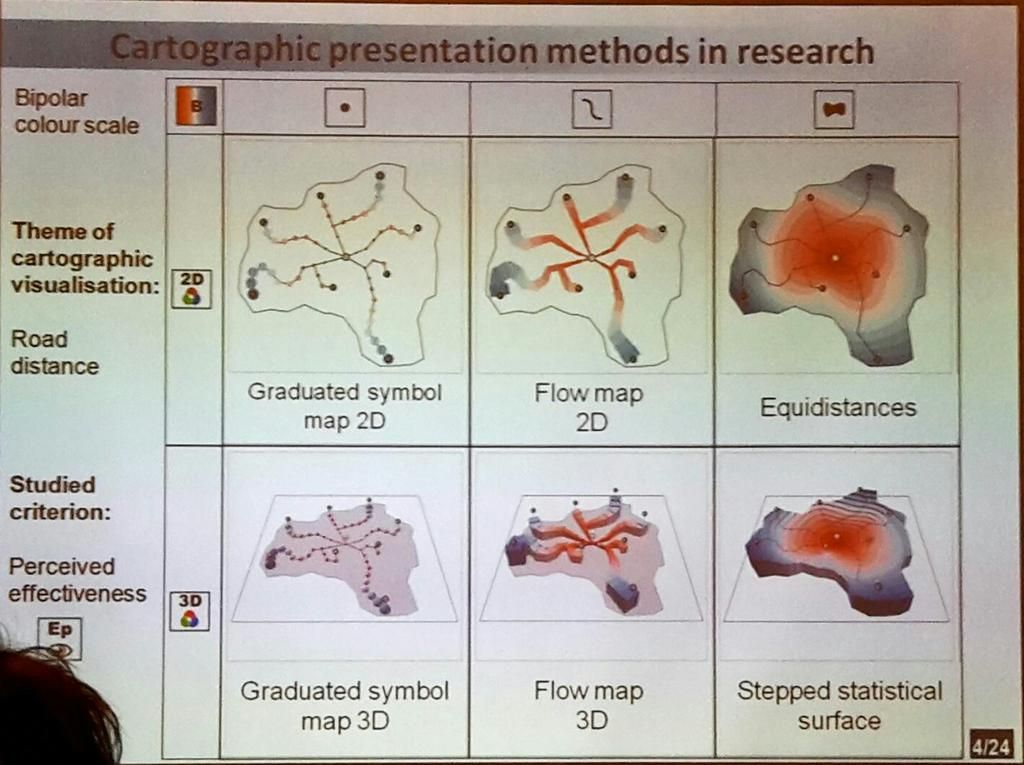 Cartographic presentation methods in research
Bipolar
colour scale
B
Theme of
cartographic
visualisation:
2D
Road
distance
Graduated symbol
map 2D
Flow map
2D
Equidistances
Studied
criterion:
Perceived
effectiveness
3D
Ep
Graduated symbol
map 3D
Flow map
3D
Stepped statistical
surface
4/24